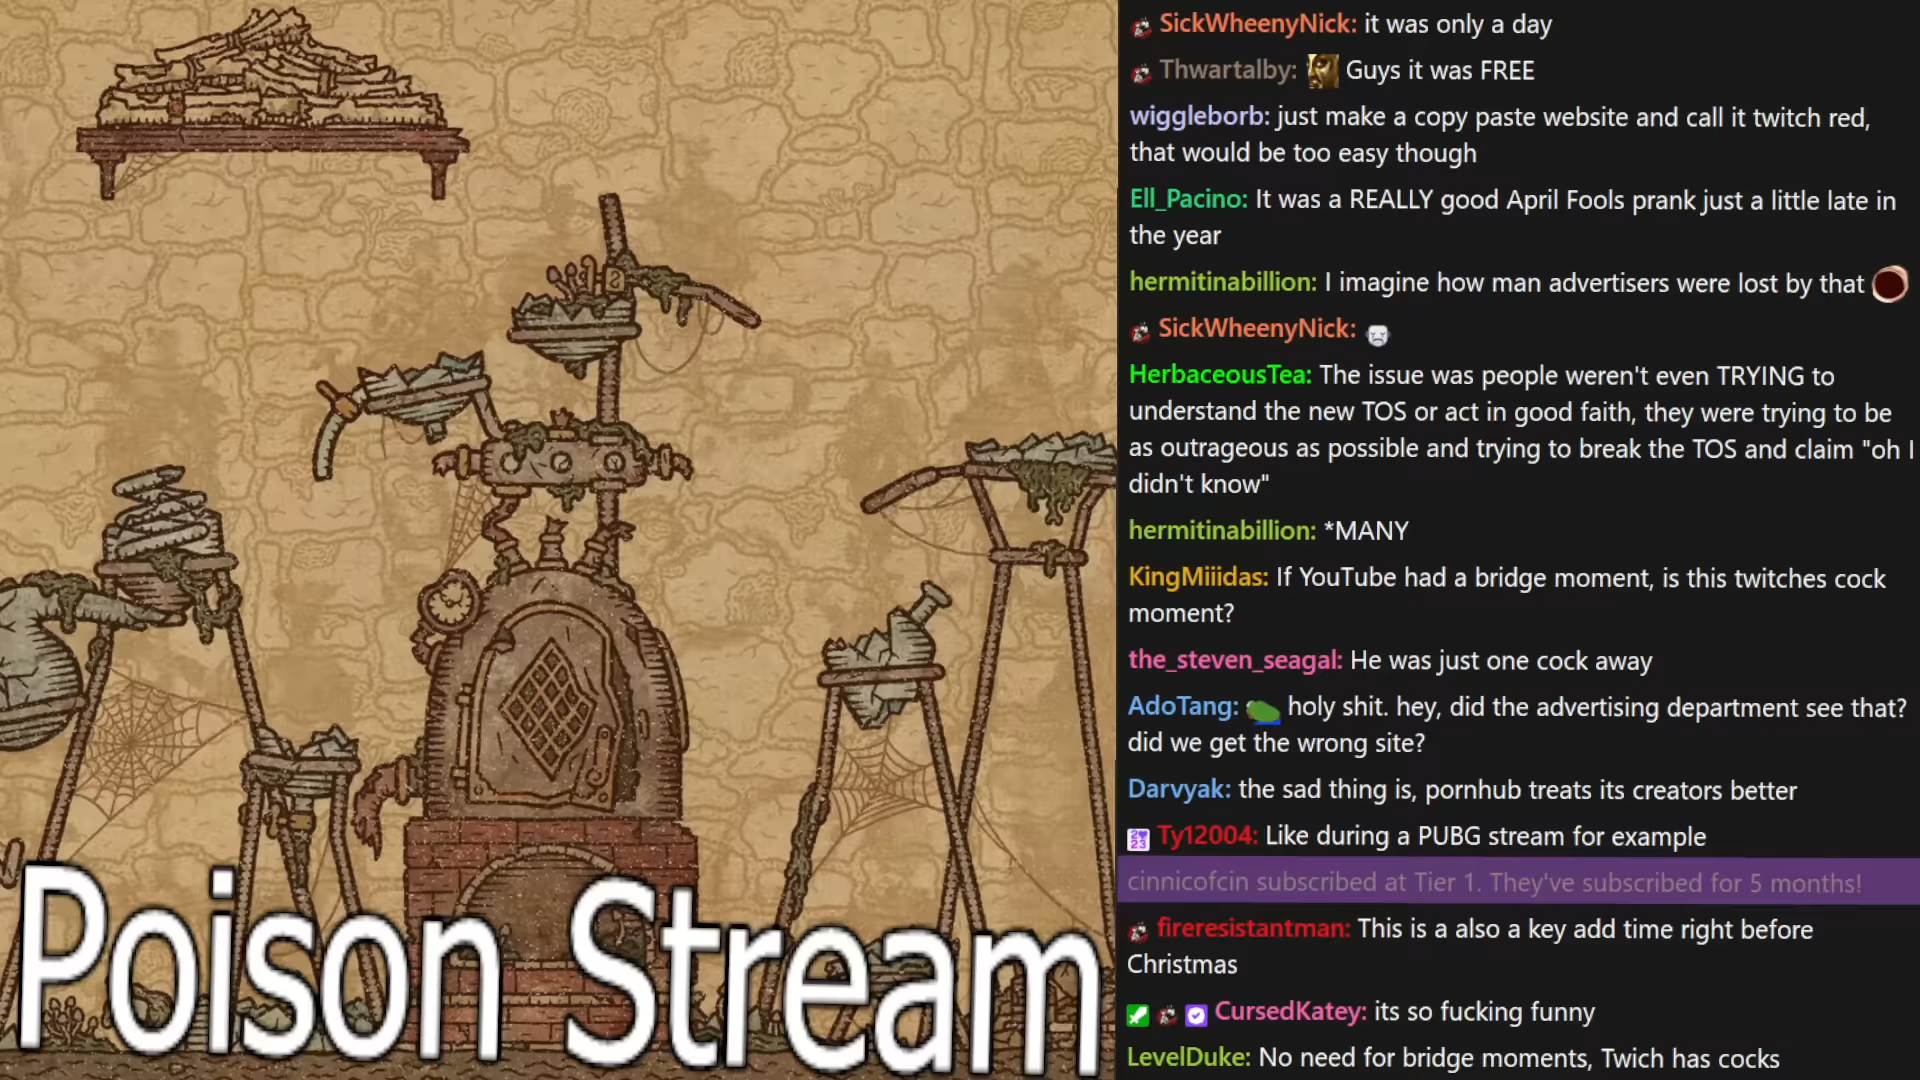 SickWheenyNick: it was only a day
Thwartalby: Guys it was FREE
wiggleborb: just make a copy paste website and call it twitch red,
that would be too easy though
Ell_Pacino: It was a REALLY good April Fools prank just a little late in
the year
hermitinabillion: I imagine how man advertisers were lost by that
SickWheenyNick:
HerbaceousTea: The issue was people weren't even TRYING to
understand the new TOS or act in good faith, they were trying to be
as outrageous as possible and trying to break the TOS and claim "oh I
didn't know"
hermitinabillion: *MANY
KingMiiidas: If YouTube had a bridge moment, is this twitches cock
moment?
the_steven_seagal: He was just one cock away
AdoTang: holy shit. hey, did the advertising department see that?
did we get the wrong site?
Darvyak: the sad thing is, pornhub treats its creators better
Ty12004: Like during a PUBG stream for example
cinnicofcin subscribed at Tier 1. They've subscribed for 5 months!
fireresistantman: This is a also a key add time right before
Christmas
CursedKatey: its so fucking funny
LevelDuke: No need for bridge moments, Twich has cocks
Poison Stream